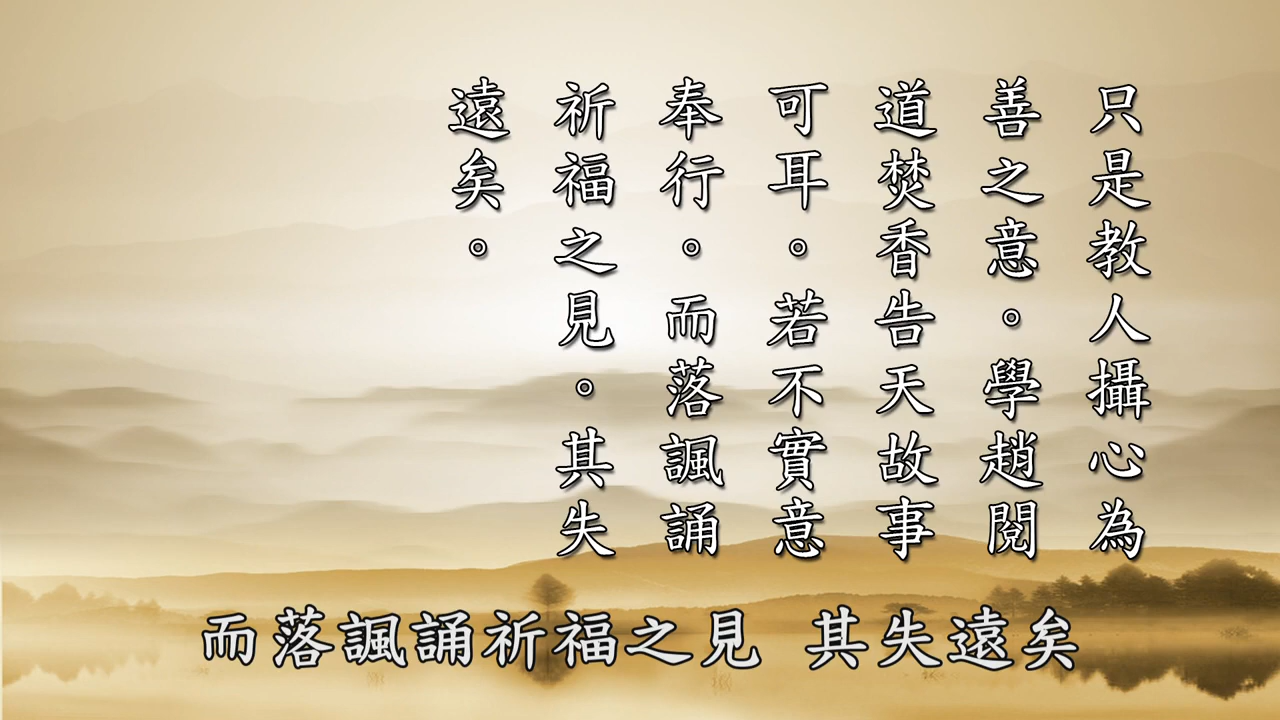 只是教人攝心為
善之意。學趙閱
道焚香告天故事
可耳。若不實意
奉行。而落諷誦
祈福之見。其失
遠矣。
而落諷誦祈福之見 其失遠矣